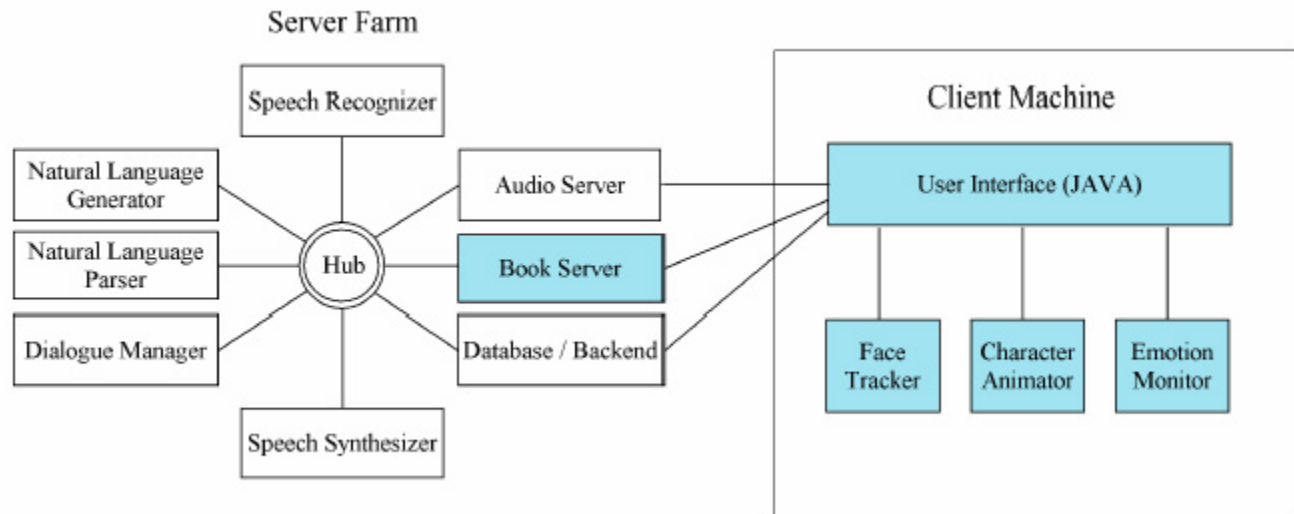 Server Farm
Speech Recognizer
Client Machine
Natural Language
Generator
Audio Server
User Interface (JAVA)
Natural Language
Parser
Hub
Book Server
Dialogue Manager
Database / Backend
Face
Tracker
Character
Animator
Emotion
Monitor
Speech Synthesizer